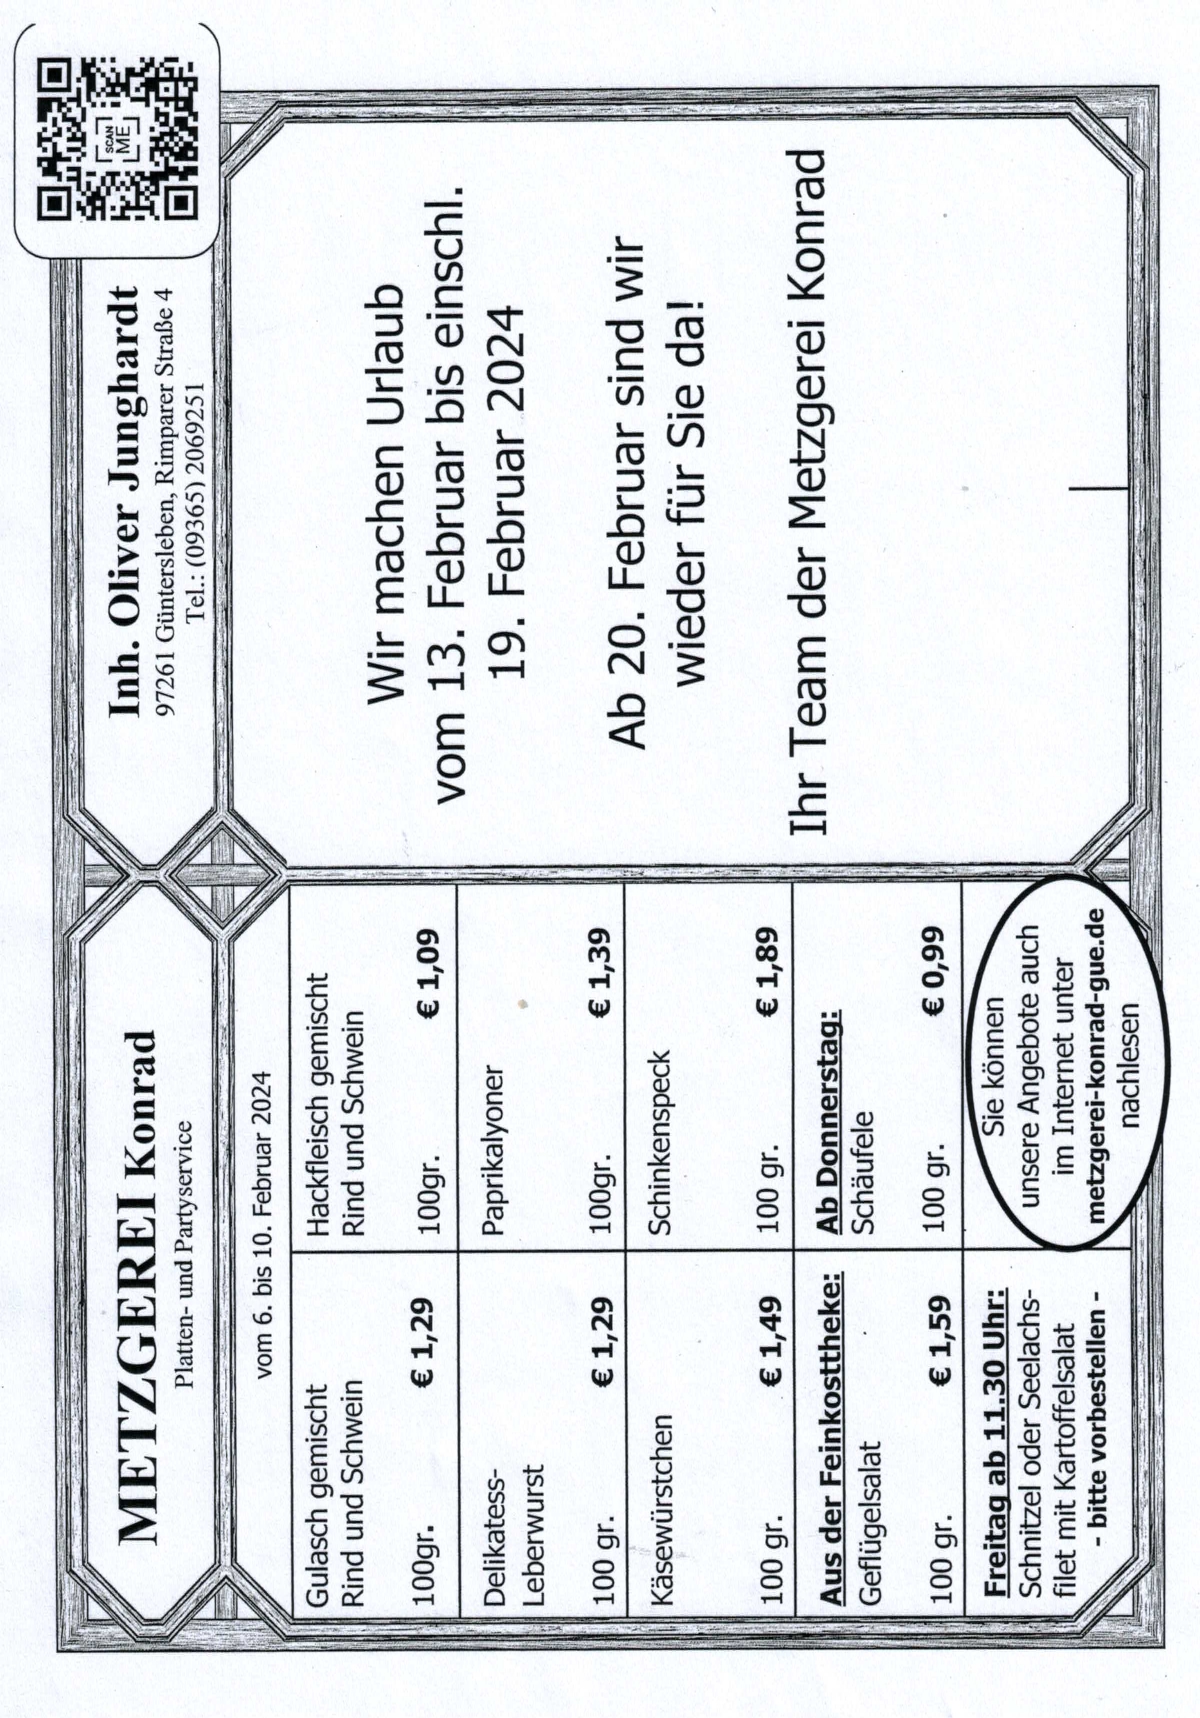 METZGEREI Konrad
Platten- und Partyservice
Inh. Oliver Junghardt
97261 Güntersleben, Rimparer Straße 4
Tel.: (09365) 2069251
SCAN
ME
vom 6. bis 10. Februar 2024
Gulasch gemischt
Rind und Schwein
100gr. € 1,29
Hackfleisch gemischt
Rind und Schwein
100gr. € 1,09
Delikatess-
Leberwurst
100 gr. € 1,29
Paprikalyoner
100gr. € 1,39
Käsewürstchen
100 gr. € 1,49
Schinkenspeck
100 gr. € 1,89
Aus der Feinkosttheke:
Geflügelsalat
100 gr. € 1,59
Ab Donnerstag:
Schäufele
100 gr. € 0,99
Freitag ab 11.30 Uhr:
Schnitzel oder Seelachs-
filet mit Kartoffelsalat
- bitte vorbestellen -
Sie können
unsere Angebote auch
im Internet unter
metzgerei-konrad-gue.de
nachlesen
Wir machen Urlaub
vom 13. Februar bis einschl.
19. Februar 2024
Ab 20. Februar sind wir
wieder für Sie da!
Ihr Team der Metzgerei Konrad